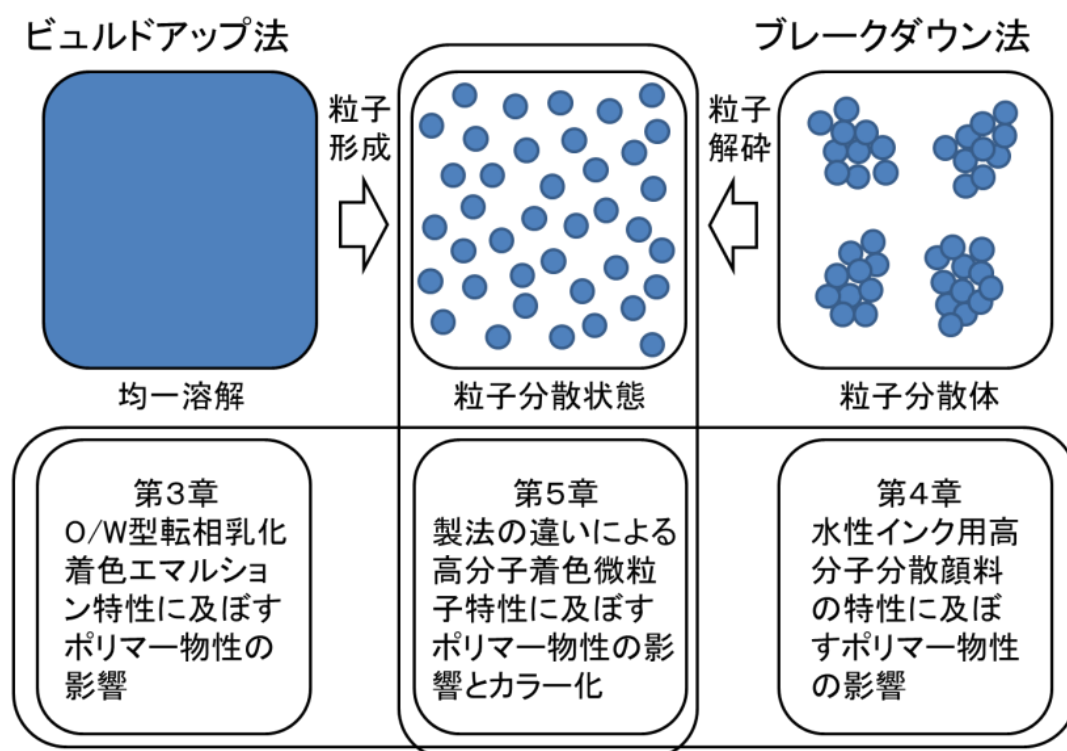 ビュルドアップ法
ブレークダウン法
粒子
形成
粒子
解砕
均一溶解
粒子分散状態
粒子分散体
第3章
O/W型転相乳化
着色エマルショ
ン特性に及ぼす
ポリマー物性の
影響
第5章
製法の違いによる
高分子着色微粒
子特性に及ぼす
ポリマー物性の影
響とカラー化
第4章
水性インク用高
分子分散顔料
の特性に及ぼ
すポリマー物性
の影響